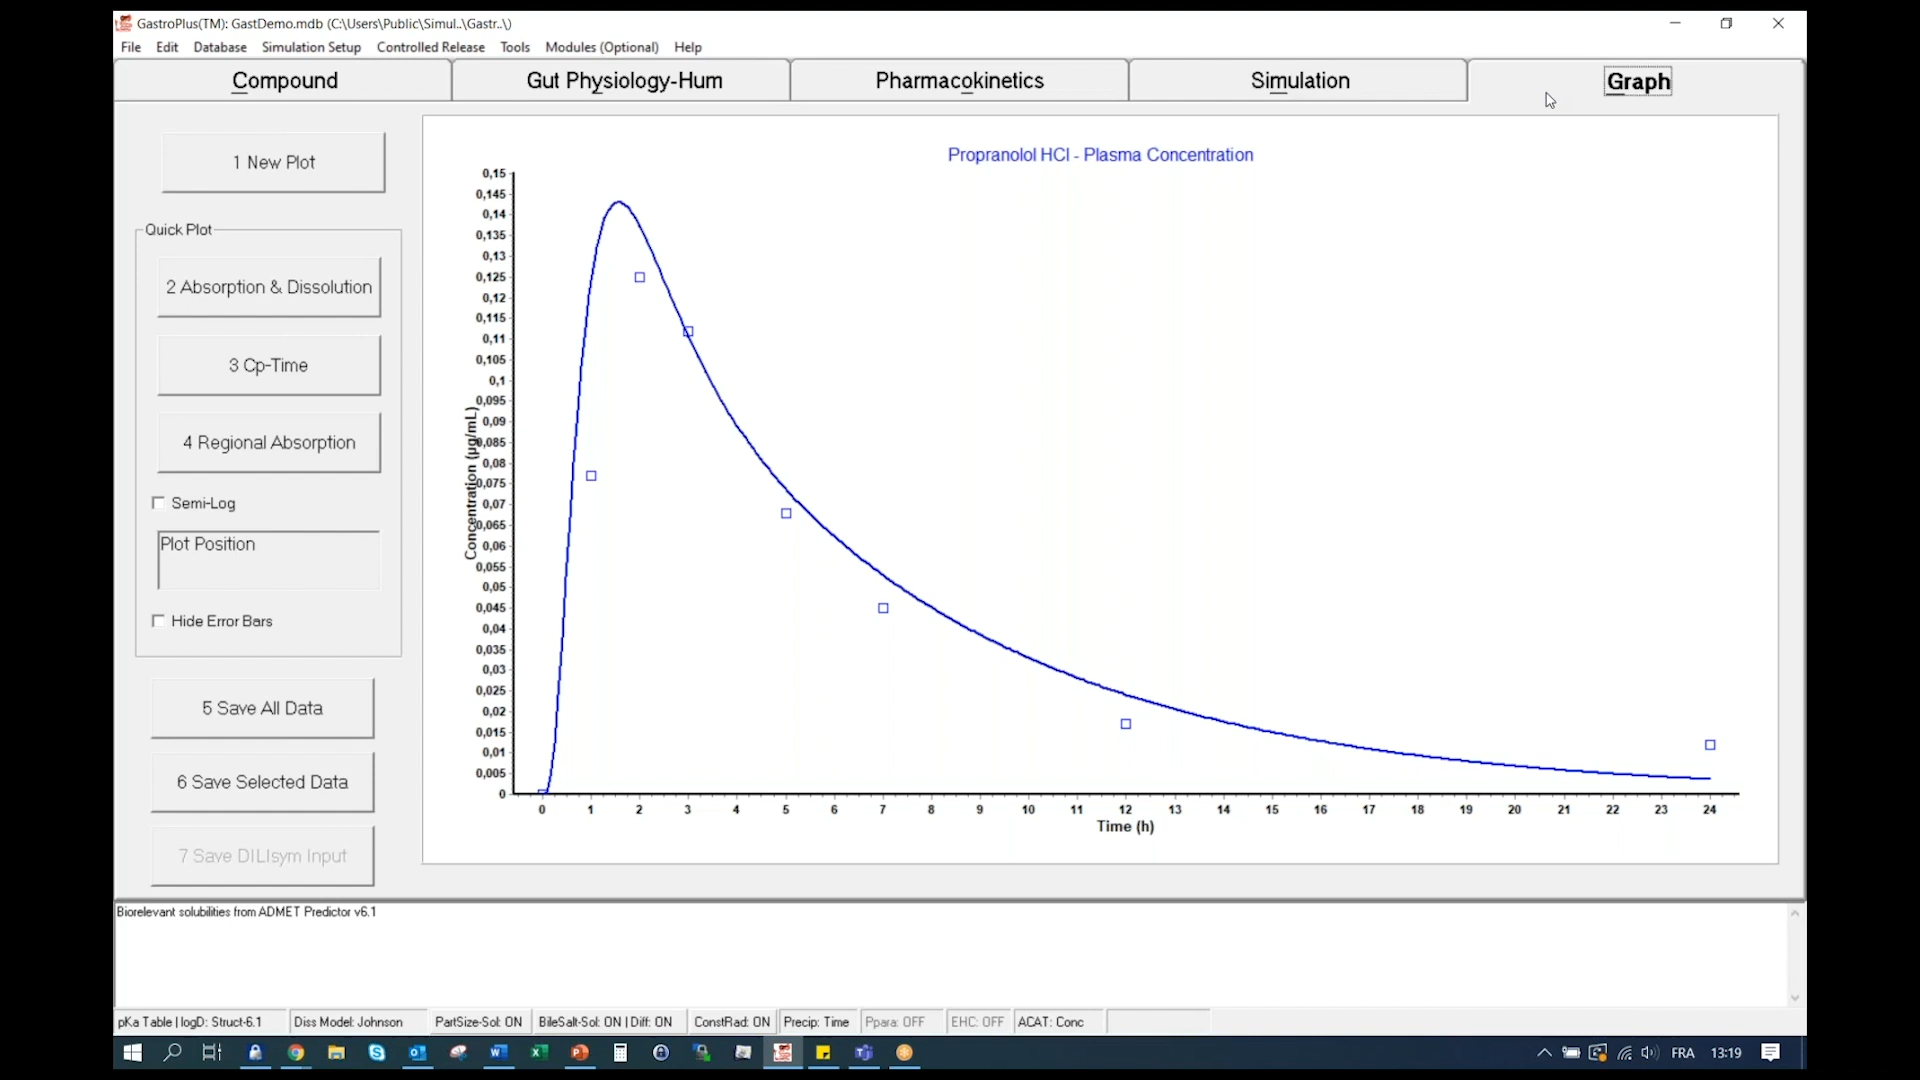 GastroPlus(TM): GastDemo.mdb (C:\Users\Public\Simul..\Gastr..\)
File Edit Database Simulation Setup Controlled Release Tools Modules (Optional) Help
Compound Gut Physiology-Hum Pharmacokinetics Simulation Graph
1 New Plot
Quick Plot
2 Absorption & Dissolution
3 Cp-Time
4 Regional Absorption
Semi-Log
Plot Position
Hide Error Bars
5 Save All Data
6 Save Selected Data
7 Save DILIsym Input
Propranolol HCl - Plasma Concentration
0,15
0,145
0,14
0,135
0,13
0,125
0,12
0,115
0,11
0,105
0,1
0,095
0,09
0,085
0,08
0,075
0,07
0,065
0,06
0,055
0,05
0,045
0,04
0,035
0,03
0,025
0,02
0,015
0,01
0,005
0
Concentration (µg/mL)
0 1 2 3 4 5 6 7 8 9 10 11 12 13 14 15 16 17 18 19 20 21 22 23 24
Time (h)
Biorelevant solubilities from ADMET Predictor v6.1
pKa Table | logD: Struct-6.1 Diss Model: Johnson PartSize-Sol: ON BileSalt-Sol: ON | Diff: ON ConstRad: ON Precip: Time Ppara: OFF EHC: OFF ACAT: Conc
FRA 13:19